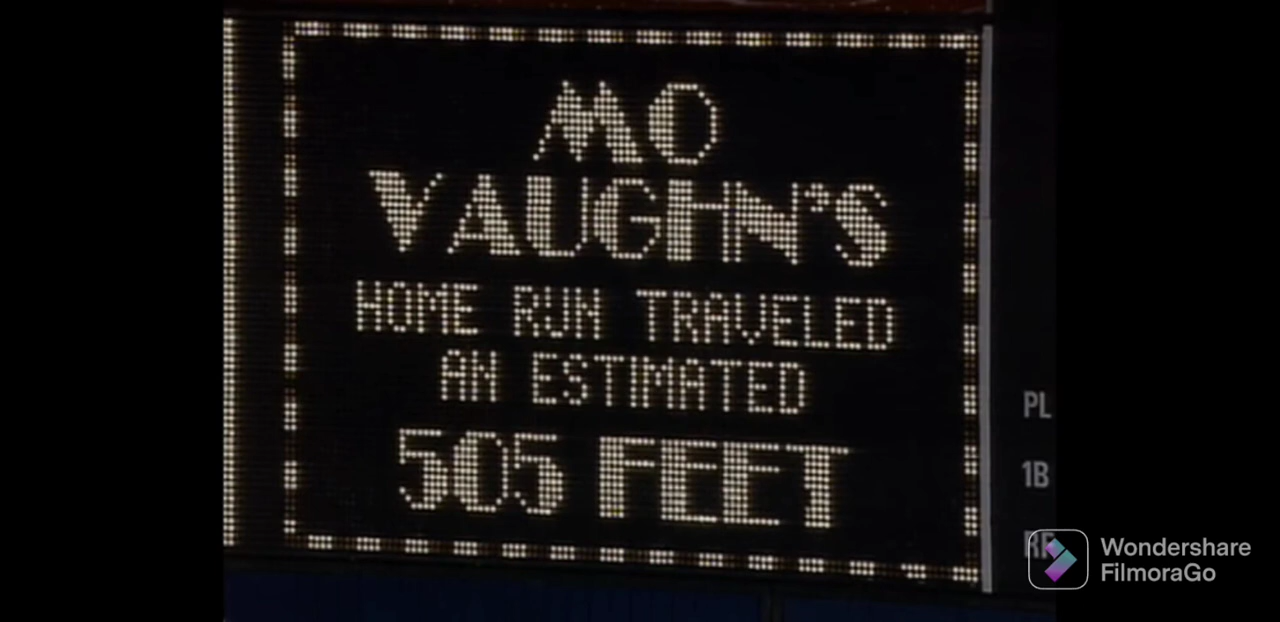 MO
VAUGHN'S
HOME RUN TRAVELED
AN ESTIMATED
505 FEET
PL
1B
Wondershare
FilmoraGo